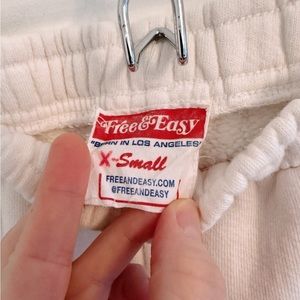 Free & Easy
"BORN IN LOS ANGELES"
X-Small
FREEANDEASY.COM
@FREEANDEASY